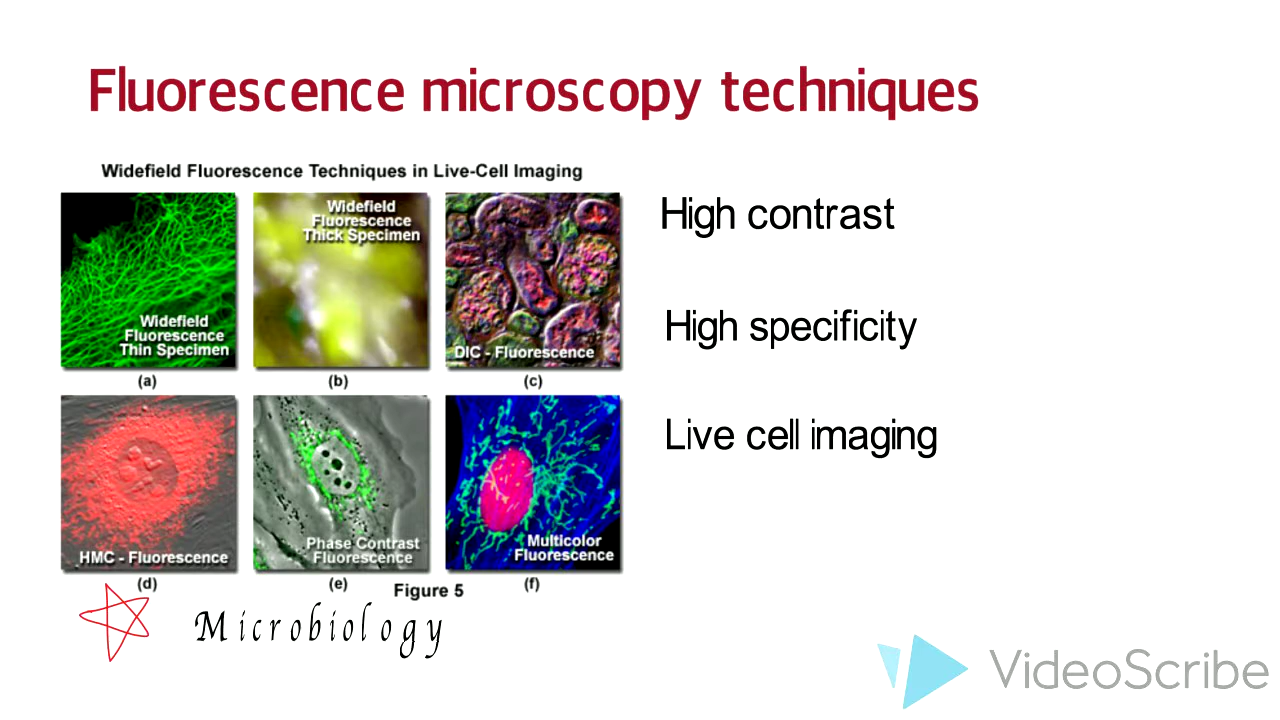 Fluorescence microscopy techniques
Widefield Fluorescence Techniques in Live-Cell Imaging
Widefield
Fluorescence
Thin Specimen
(a)
Widefield
Fluorescence
Thick Specimen
(b)
DIC - Fluorescence
(c)
HMC - Fluorescence
(d)
Phase Contrast
Fluorescence
(e)
Multicolor
Fluorescence
(f)
Figure 5
High contrast
High specificity
Live cell imaging
Microbiology
VideoScribe